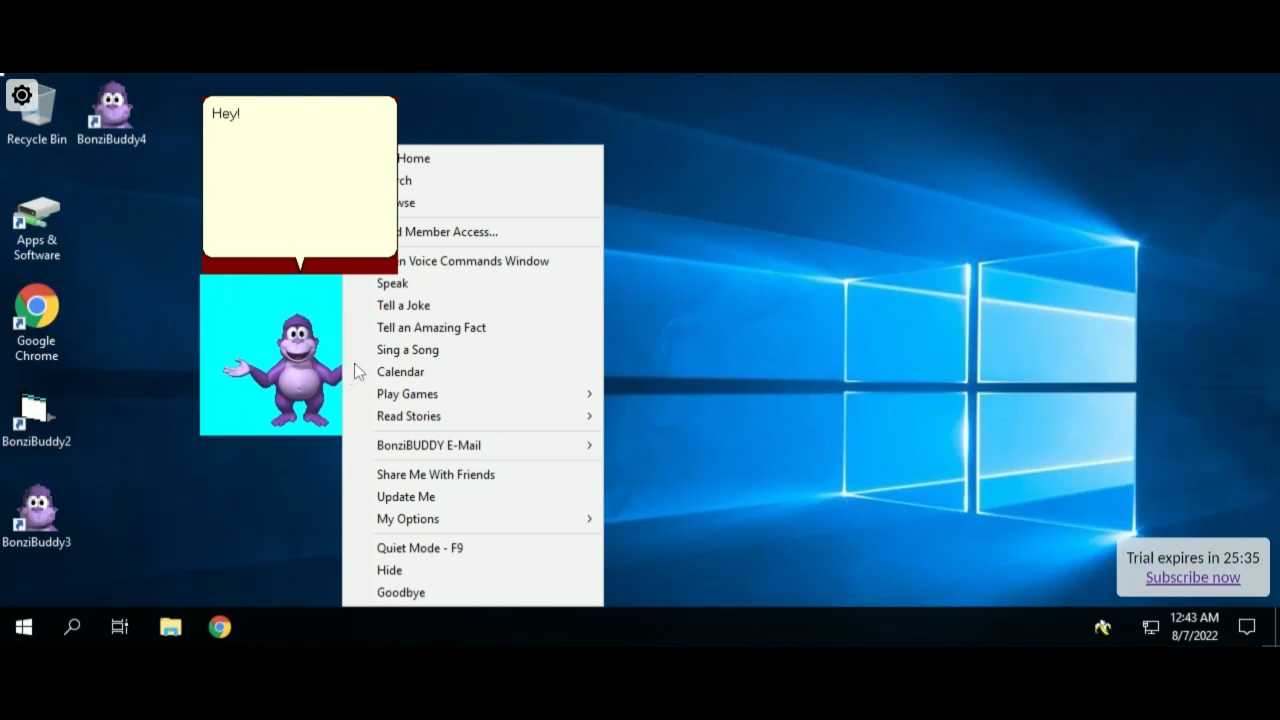 Recycle Bin
BonziBuddy4
Apps &
Software
Google
Chrome
BonziBuddy2
BonziBuddy3
Hey!
Home
Member Access...
Voice Commands Window
Speak
Tell a Joke
Tell an Amazing Fact
Sing a Song
Calendar
Play Games
Read Stories
BonziBUDDY E-Mail
Share Me With Friends
Update Me
My Options
Quiet Mode - F9
Hide
Goodbye
Trial expires in 25:35
Subscribe now
12:43 AM
8/7/2022